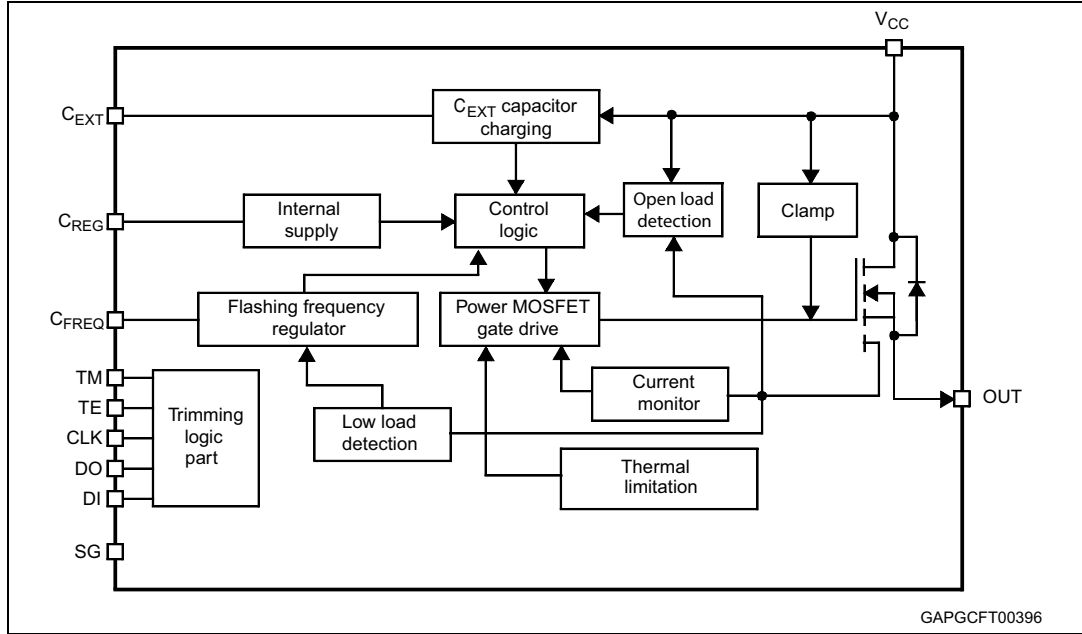 VCC
CEXT
CEXT capacitor
charging
CREG
Internal
supply
Control
logic
Open load
detection
Clamp
CFREQ
Flashing frequency
regulator
Power MOSFET
gate drive
TM
TE
CLK
DO
DI
Trimming
logic
part
Low load
detection
Current
monitor
OUT
Thermal
limitation
SG
GAPGCFT00396